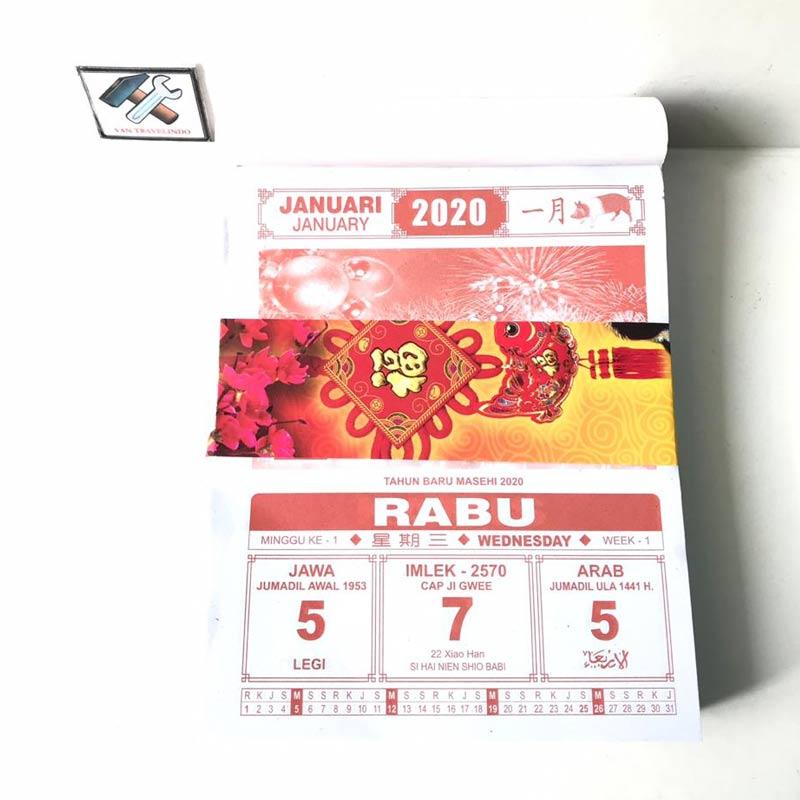 VAN TRAVELINDO
JANUARI
JANUARY
2020
一月
福
TAHUN BARU MASEHI 2020
RABU
MINGGU KE - 1 ◆ 星期三 ◆ WEDNESDAY ◆ WEEK - 1
JAWA
JUMADIL AWAL 1953
5
LEGI
IMLEK - 2570
CAP JI GWEE
7
22 Xiao Han
SI HAI NIEN SHIO BABI
ARAB
JUMADIL ULA 1441 H.
5
الأربعاء
R K J S M S S R K J S M S S R K J S M S S R K J S M S S R K J
1 2 3 4 5 6 7 8 9 10 11 12 13 14 15 16 17 18 19 20 21 22 23 24 25 26 27 28 29 30 31